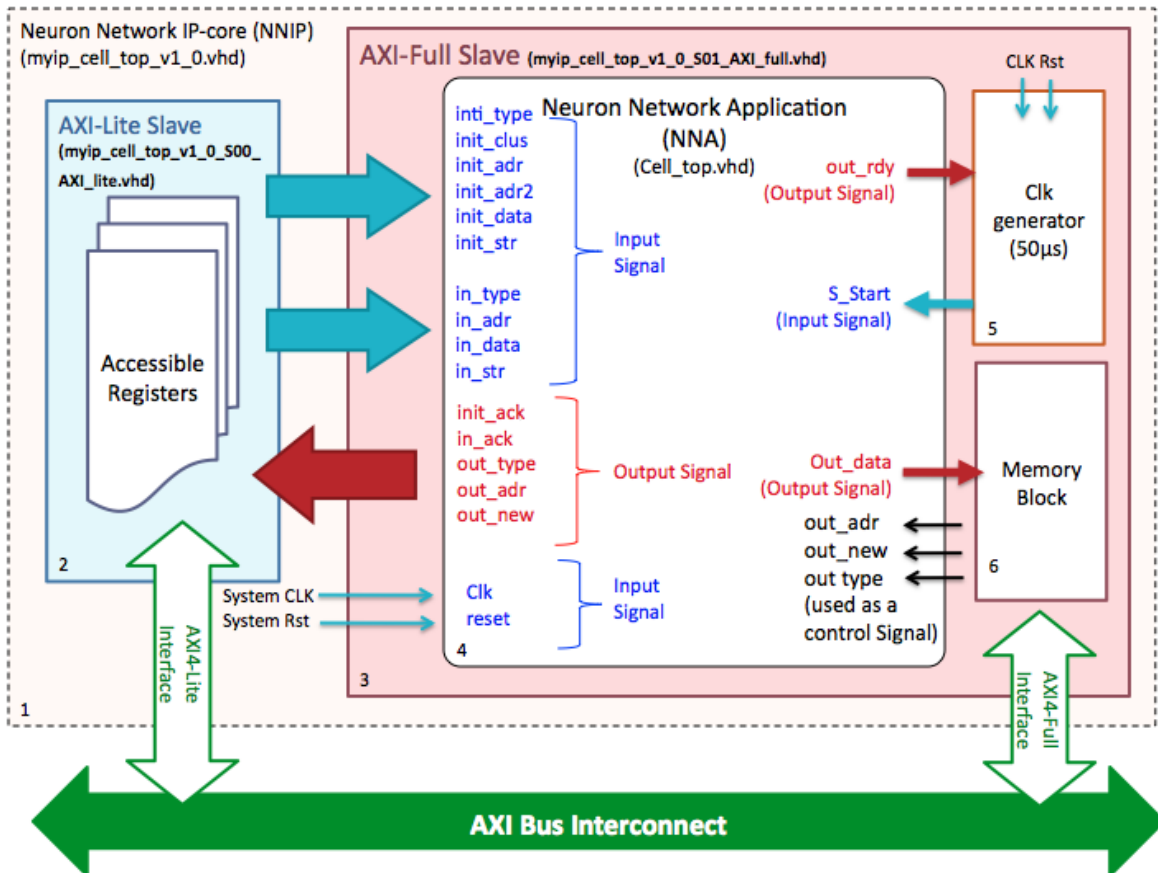 Neuron Network IP-core (NNIP)
(myip_cell_top_v1_0.vhd)
AXI-Lite Slave
(myip_cell_top_v1_0_S00_
AXI_lite.vhd)
Accessible
Registers
2
AXI4-Lite
Interface
1
AXI-Full Slave (myip_cell_top_v1_0_S01_AXI_full.vhd)
Neuron Network Application
(NNA)
(Cell_top.vhd)
inti_type
init_clus
init_adr
init_adr2
init_data
init_str
in_type
in_adr
in_data
in_str
Input
Signal
init_ack
in_ack
out_type
out_adr
out_new
Output Signal
System CLK
System Rst
Clk
reset
Input
Signal
4
3
out_rdy
(Output Signal)
S_Start
(Input Signal)
Out_data
(Output Signal)
out_adr
out_new
out type
(used as a
control Signal)
CLK Rst
Clk
generator
(50µs)
5
Memory
Block
6
AXI4-Full
Interface
AXI Bus Interconnect